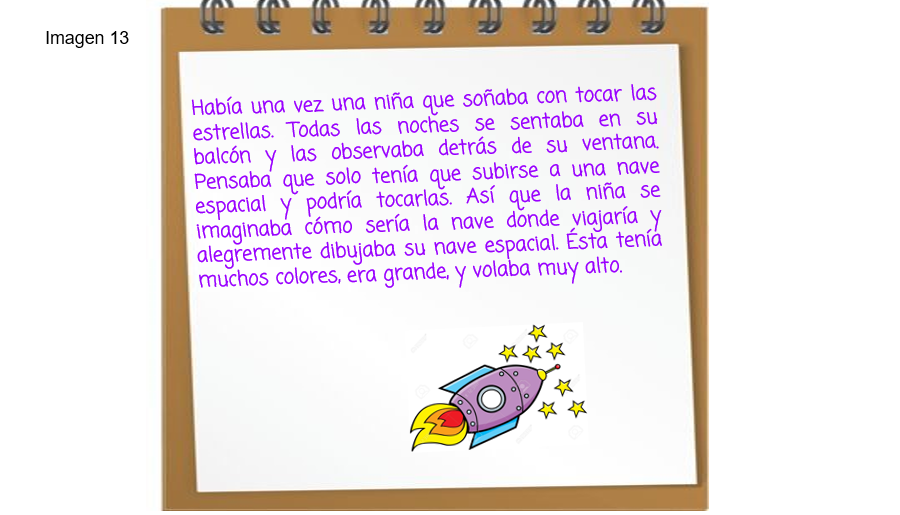 Imagen 13
Había una vez una niña que soñaba con tocar las
estrellas. Todas las noches se sentaba en su
balcón y las observaba detrás de su ventana.
Pensaba que solo tenía que subirse a una nave
espacial y podría tocarlas. Así que la niña se
imaginaba cómo sería la nave donde viajaría y
alegremente dibujaba su nave espacial. Ésta tenía
muchos colores, era grande, y volaba muy alto.